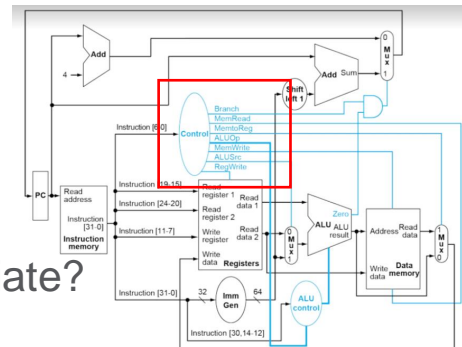 0
M
u
x
1
Add
4
Add Sum
Shift
left 1
Branch
MemRead
MemtoReg
ALUOp
MemWrite
ALUSrc
RegWrite
Instruction [6-0]
Control
PC
Read
address
Instruction
[31-0]
Instruction
memory
Instruction [19-15]
Instruction [24-20]
Instruction [11-7]
Read
register 1
Read
register 2
Write
register
Write
data
Read
data 1
Read
data 2
Registers
0
M
u
x
1
Zero
ALU ALU
result
Address
Read
data
Write
data
Data
memory
1
M
u
x
0
ate?
Instruction [31-0]
32
Imm
Gen
64
ALU
control
Instruction [30,14-12]